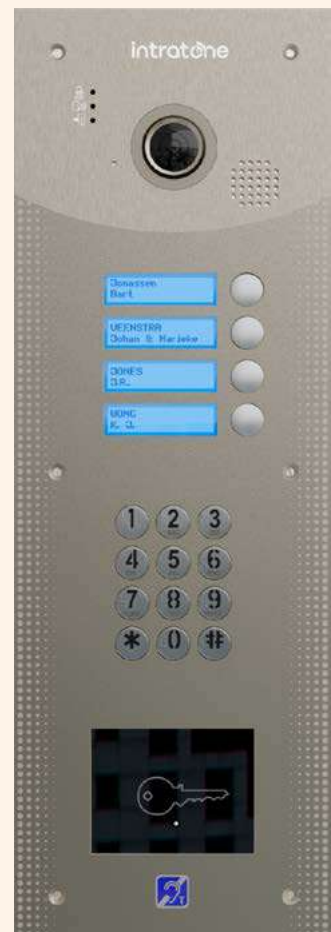 intratone
Jonassen
Bart
VEENSTRA
Johan & Marieke
JONES
J.R.
WONG
K. J.
1 2 3
4 5 6
7 8 9
* 0 #
T